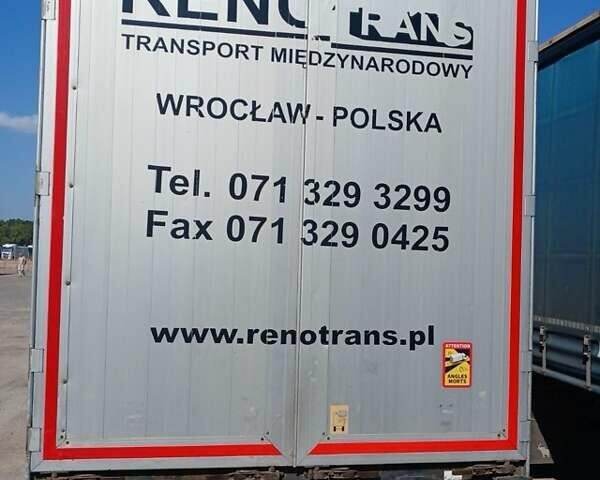 RENOTRANS
TRANSPORT MIĘDZYNARODOWY
WROCŁAW - POLSKA
Tel. 071 329 3299
Fax 071 329 0425
www.renotrans.pl
ATTENTION
ANGLES
MORTS